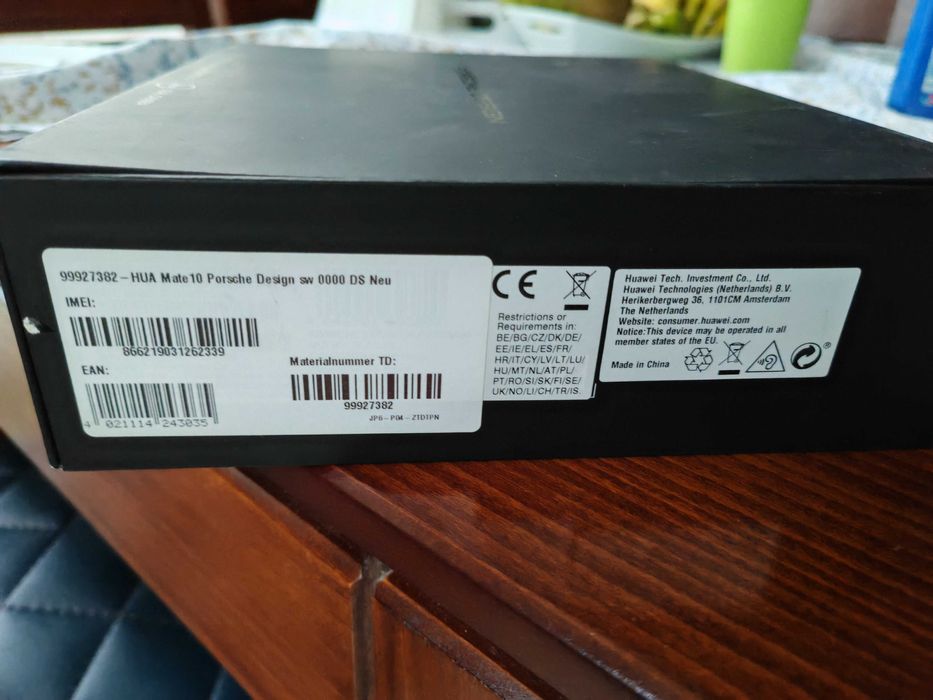 99927382-HUA Mate10 Porsche Design sw 0000 DS Neu
IMEI:
866219031262339
EAN:
4 021114 243035
Materialnummer TD:
99927382
JP6-P04-ZTDTPN
CE
Restrictions or
Requirements in:
BE/BG/CZ/DK/DE/
EE/IE/EL/ES/FR/
HR/IT/CY/LV/LT/LU/
HU/MT/NL/AT/PL/
PT/RO/SI/SK/FI/SE/
UK/NO/LI/CH/TR/IS.
Huawei Tech. Investment Co., Ltd.
Huawei Technologies (Netherlands) B.V.
Herikerbergweg 36, 1101CM Amsterdam
The Netherlands
Website: consumer.huawei.com
Notice:This device may be operated in all
member states of the EU.
Made in China